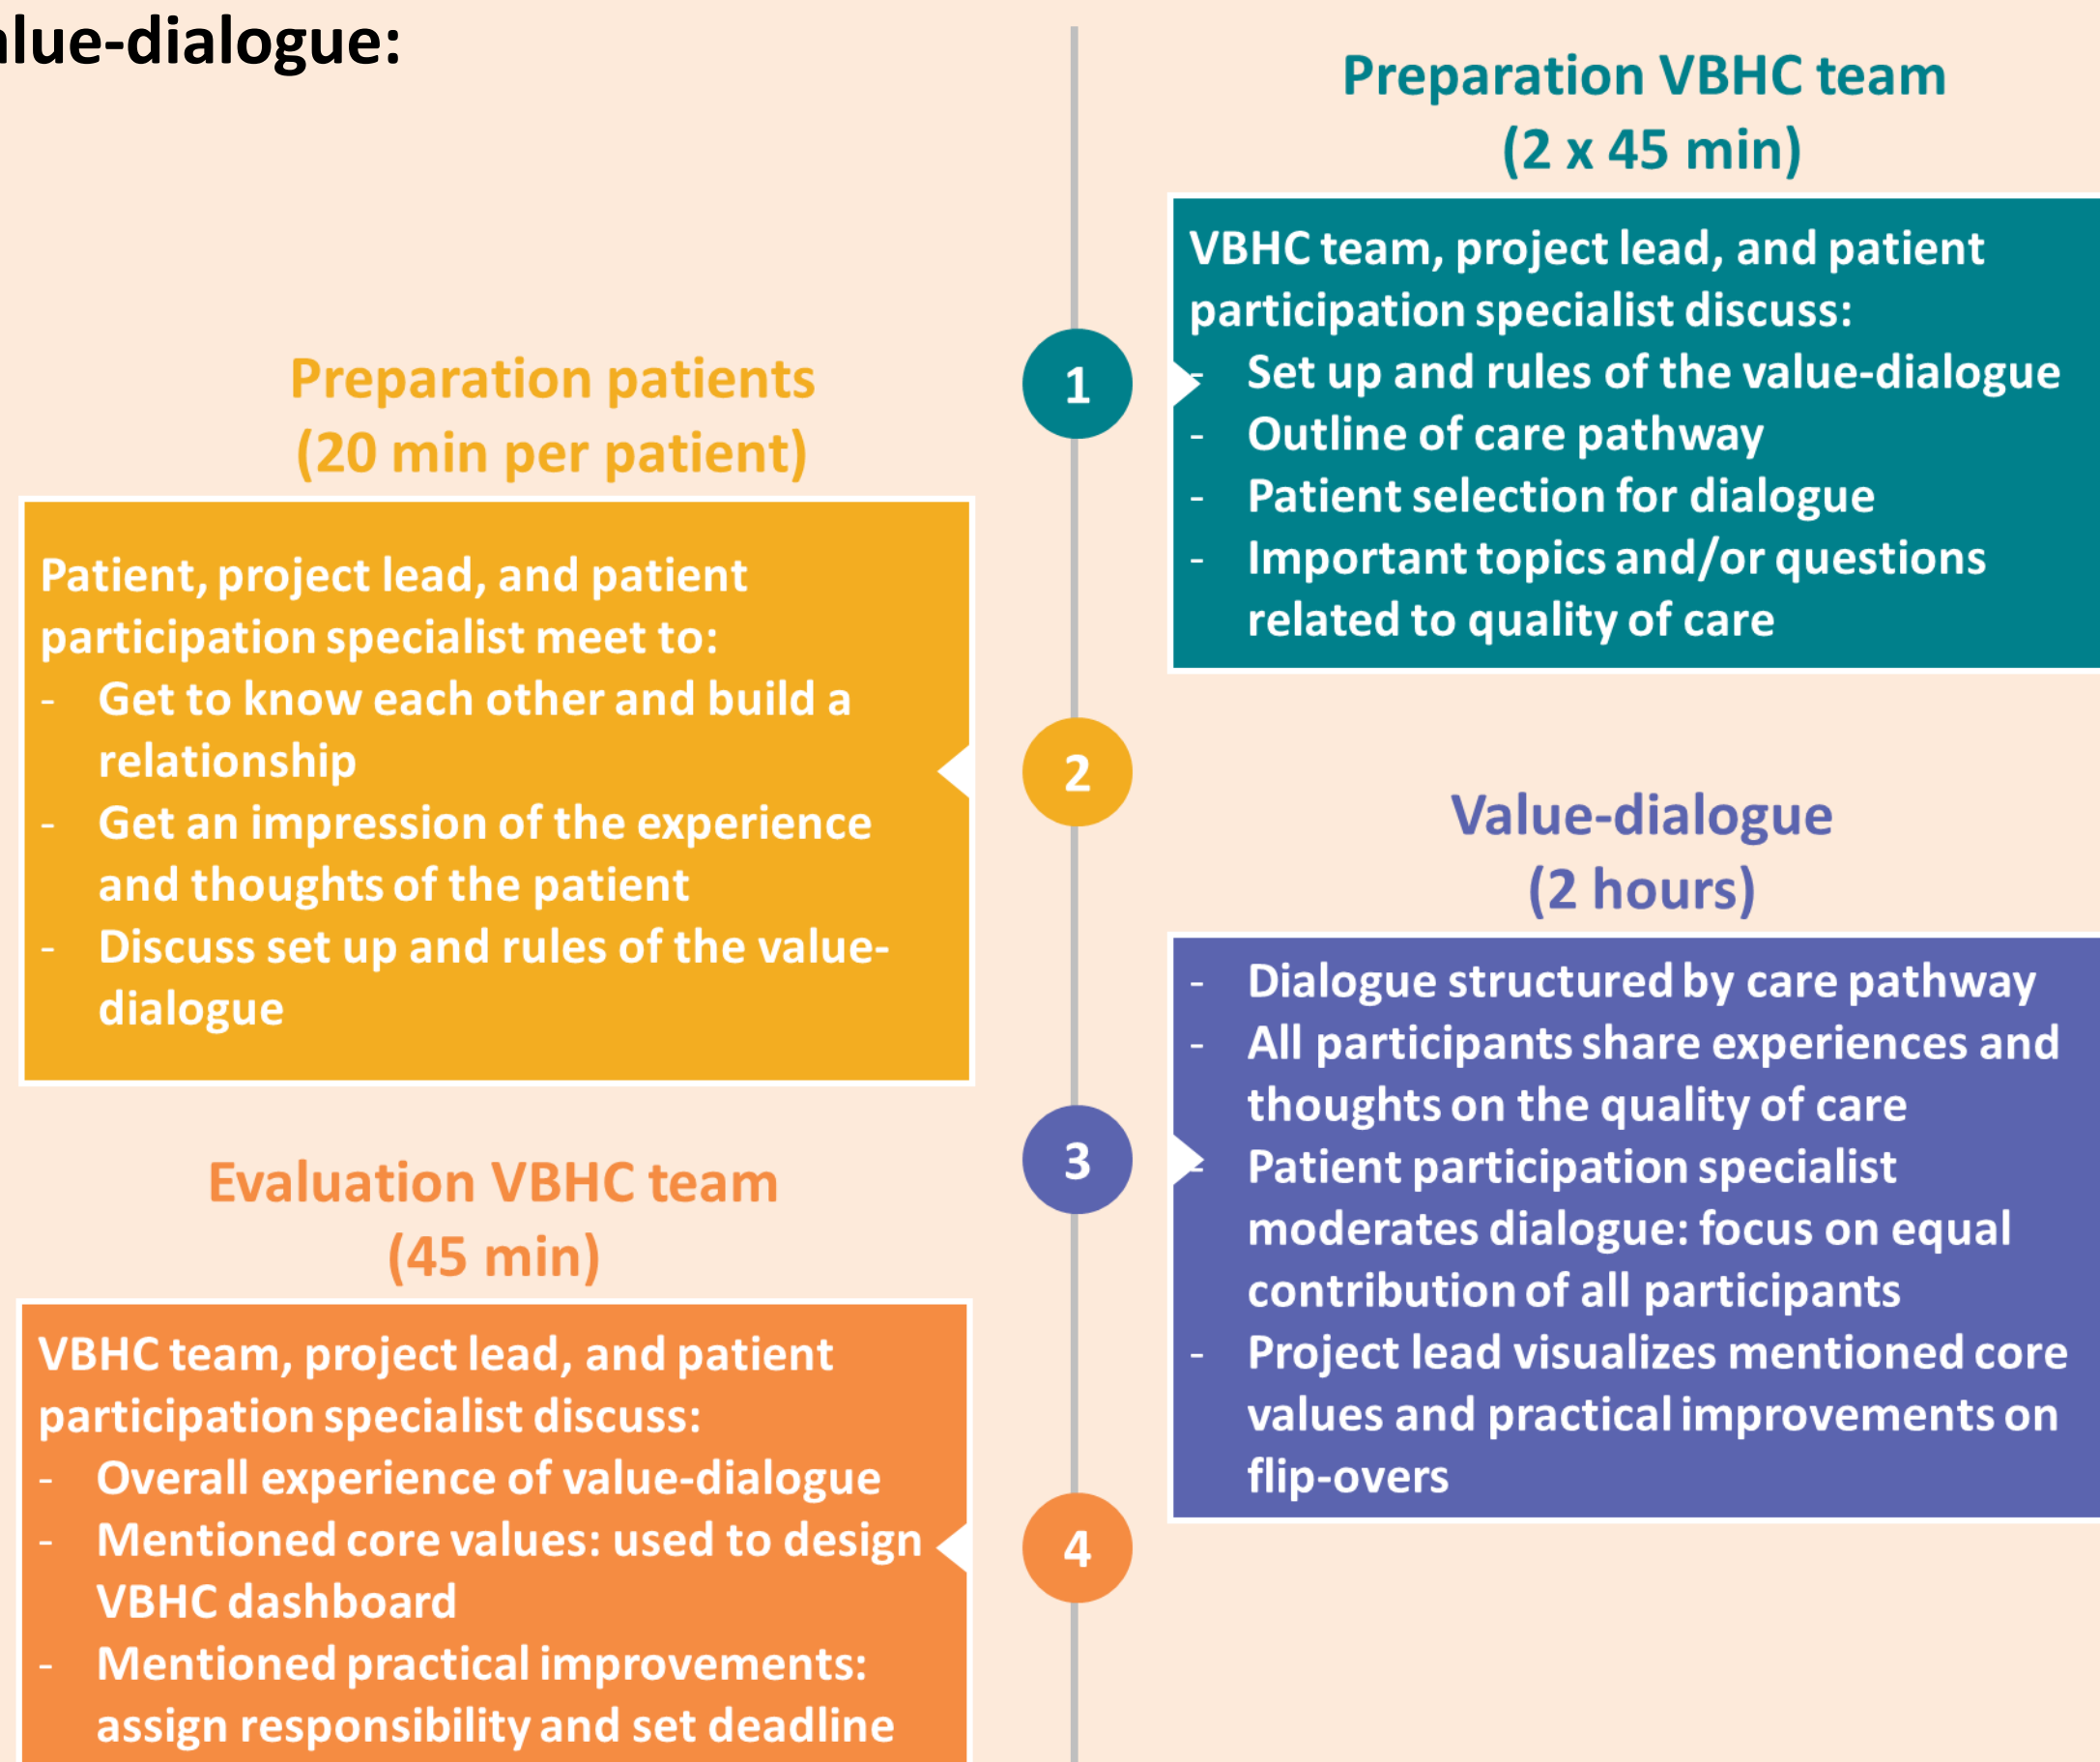 alue-dialogue:
Preparation VBHC team
(2 x 45 min)
VBHC team, project lead, and patient
participation specialist discuss:
- Set up and rules of the value-dialogue
- Outline of care pathway
- Patient selection for dialogue
- Important topics and/or questions
related to quality of care
1
Preparation patients
(20 min per patient)
Patient, project lead, and patient
participation specialist meet to:
- Get to know each other and build a
relationship
- Get an impression of the experience
and thoughts of the patient
- Discuss set up and rules of the value-
dialogue
2
Value-dialogue
(2 hours)
- Dialogue structured by care pathway
- All participants share experiences and
thoughts on the quality of care
- Patient participation specialist
moderates dialogue: focus on equal
contribution of all participants
- Project lead visualizes mentioned core
values and practical improvements on
flip-overs
3
Evaluation VBHC team
(45 min)
VBHC team, project lead, and patient
participation specialist discuss:
- Overall experience of value-dialogue
- Mentioned core values: used to design
VBHC dashboard
- Mentioned practical improvements:
assign responsibility and set deadline
4